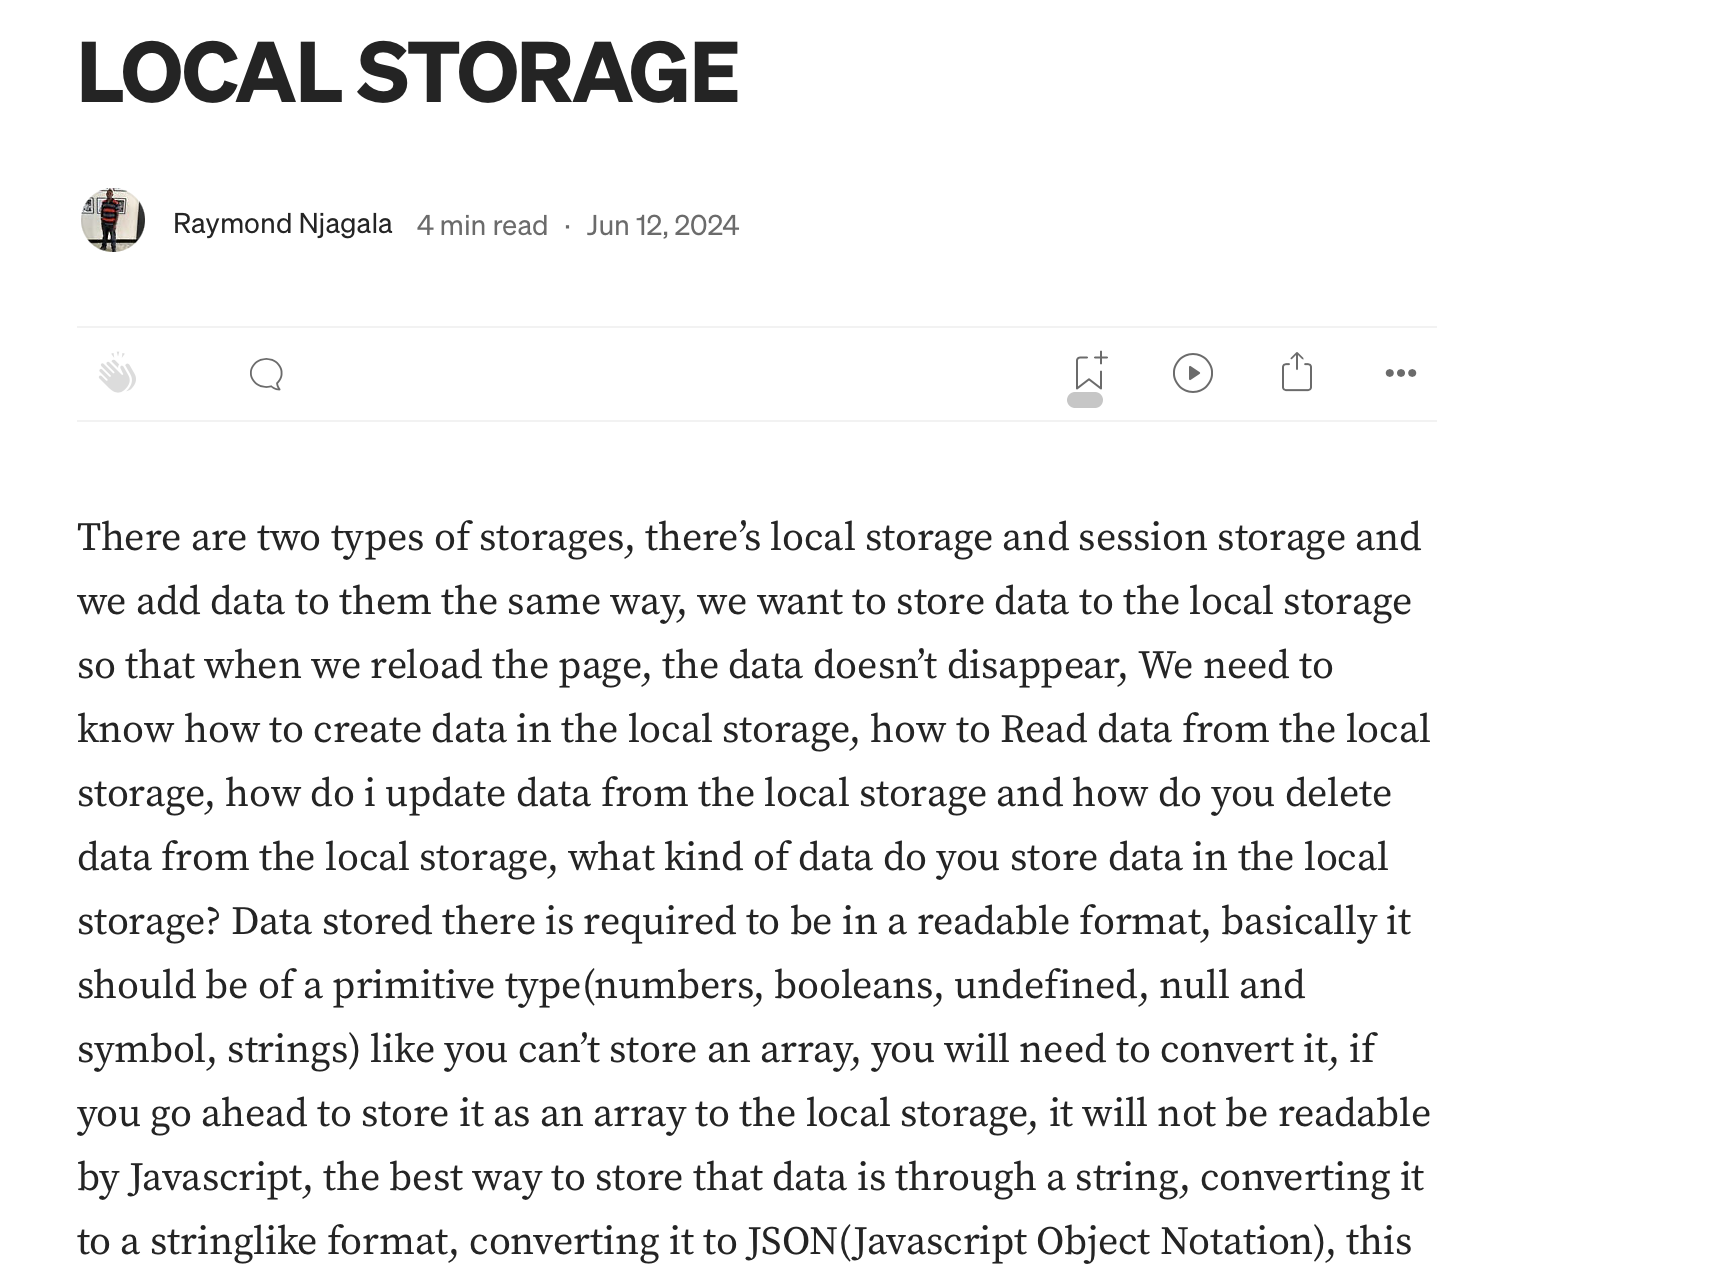 LOCAL STORAGE
Raymond Njagala 4 min read · Jun 12, 2024
There are two types of storages, there’s local storage and session storage and
we add data to them the same way, we want to store data to the local storage
so that when we reload the page, the data doesn’t disappear, We need to
know how to create data in the local storage, how to Read data from the local
storage, how do i update data from the local storage and how do you delete
data from the local storage, what kind of data do you store data in the local
storage? Data stored there is required to be in a readable format, basically it
should be of a primitive type(numbers, booleans, undefined, null and
symbol, strings) like you can’t store an array, you will need to convert it, if
you go ahead to store it as an array to the local storage, it will not be readable
by Javascript, the best way to store that data is through a string, converting it
to a stringlike format, converting it to JSON(Javascript Object Notation), this